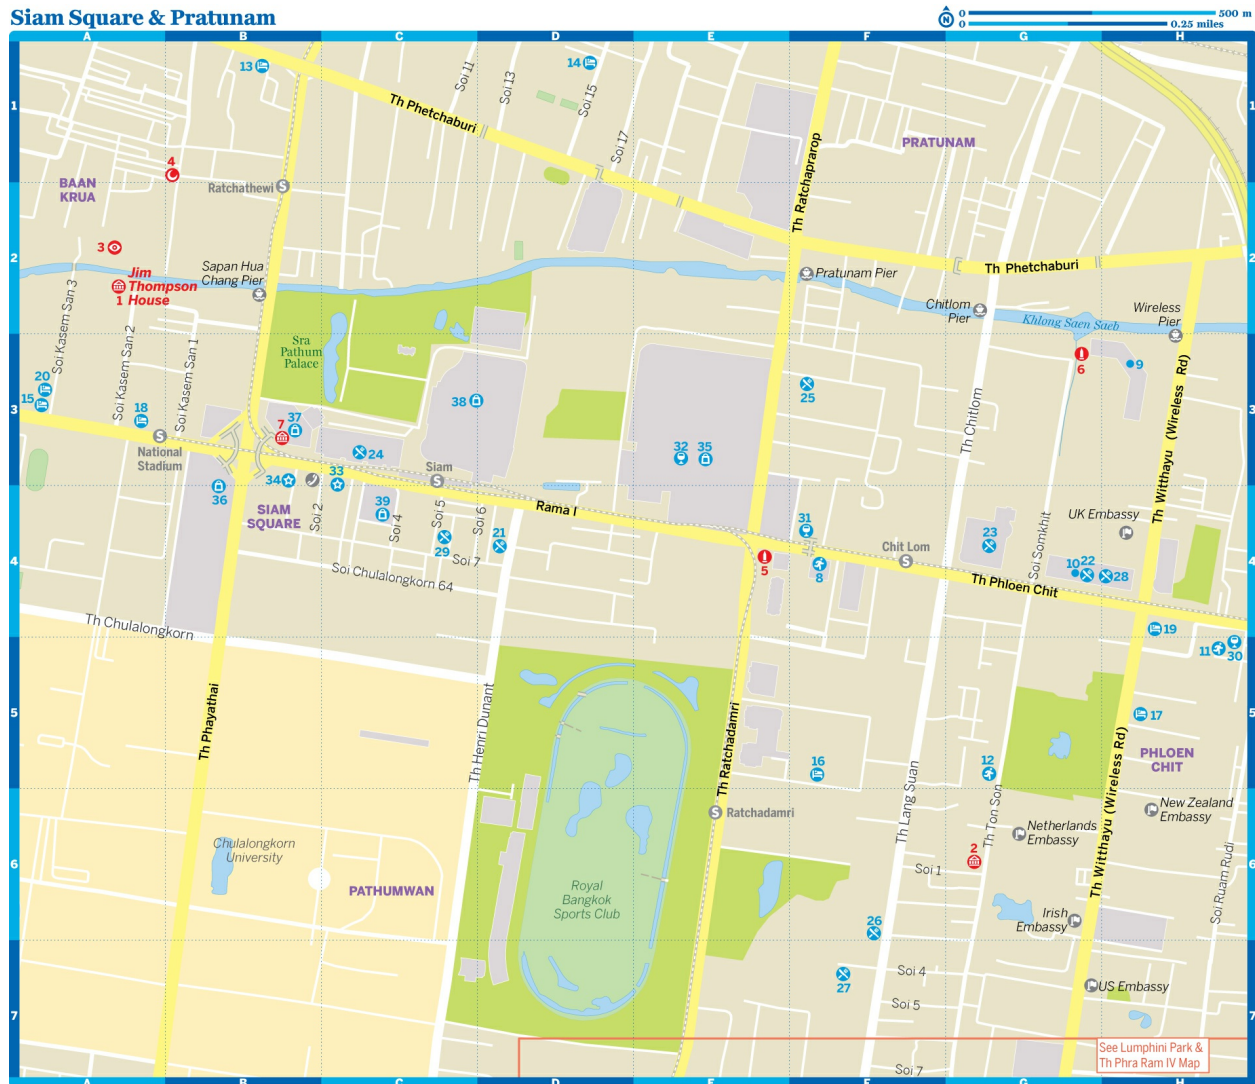 Siam Square & Pratunam
N
0
500 m
0
0.25 miles
A
B
C
D
E
F
G
H
1
1
13
14
Soi 11
Soi 13
Soi 15
Soi 17
Th Phetchaburi
Th Ratchaprarop
PRATUNAM
4
BAAN
KRUA
Ratchathewi
S
2
2
3
Jim
Thompson
House
1
Sapan Hua
Chang Pier
Pratunam Pier
Th Phetchaburi
Chitlom
Pier
Khlong Saen Saeb
Wireless
Pier
Soi Kasem San 3
Soi Kasem San 2
Soi Kasem San 1
Sra
Pathum
Palace
6
9
20
15
18
3
3
25
38
7
37
S
National
Stadium
24
Siam
S
32
35
Th Chitlom
Th Witthayu (Wireless Rd)
36
34
33
SIAM
SQUARE
Soi 2
39
Soi 4
Soi 5
Soi 6
29
21
Soi 7
Rama I
31
5
8
Chit Lom
S
23
Soi Somkhit
UK Embassy
10
22
28
4
4
Soi Chulalongkorn 64
Th Phloen Chit
Th Chulalongkorn
19
11
30
Th Phayathai
Th Henri Dunant
Th Ratchadamri
5
5
17
16
12
PHLOEN
CHIT
Th Lang Suan
Th Ton Son
Th Witthayu (Wireless Rd)
S
Ratchadamri
New Zealand
Embassy
Netherlands
Embassy
Chulalongkorn
University
2
Soi 1
6
6
PATHUMWAN
Royal
Bangkok
Sports Club
Soi Ruam Rudi
26
Irish
Embassy
27
Soi 4
US Embassy
Soi 5
7
7
See Lumphini Park &
Th Phra Ram IV Map
Soi 7
A
B
C
D
E
F
G
H